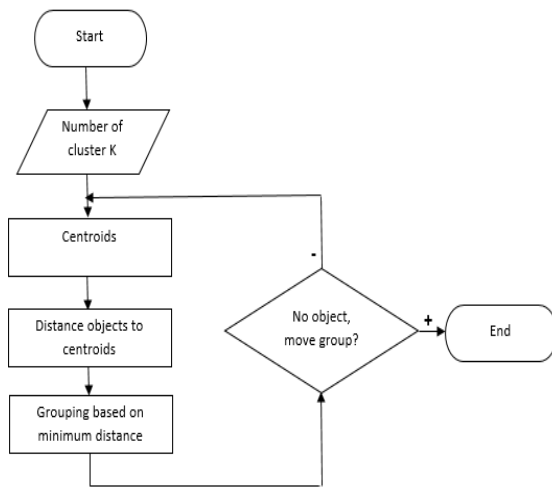 Start
Number of
cluster K
Centroids
Distance objects to
centroids
Grouping based on
minimum distance
-
No object,
move group?
+
End